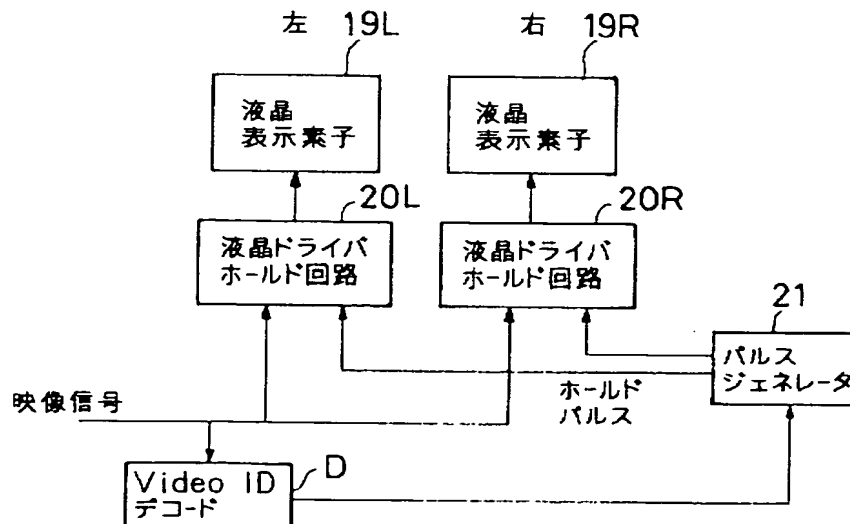 左 19L 右 19R
液晶
表示素子
液晶
表示素子
20L 20R
液晶ドライバ
ホールド回路
液晶ドライバ
ホールド回路
21
パルス
ジェネレータ
ホールド
パルス
映像信号
Video ID
デコード
D